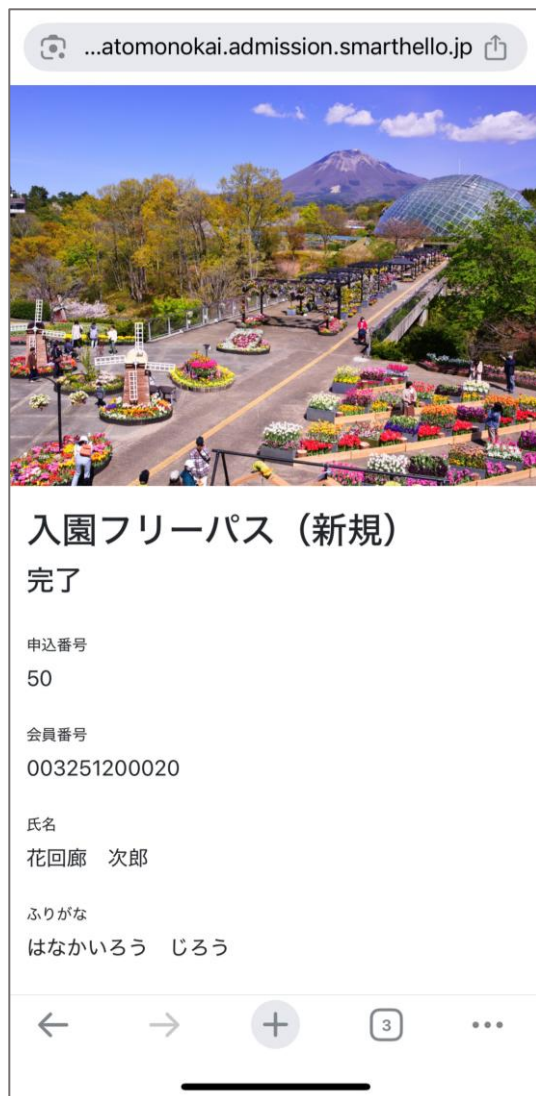 ...atomonokai.admission.smarthello.jp
入園フリーパス（新規）
完了
申込番号
50
会員番号
003251200020
氏名
花回廊　次郎
ふりがな
はなかいろう　じろう
3